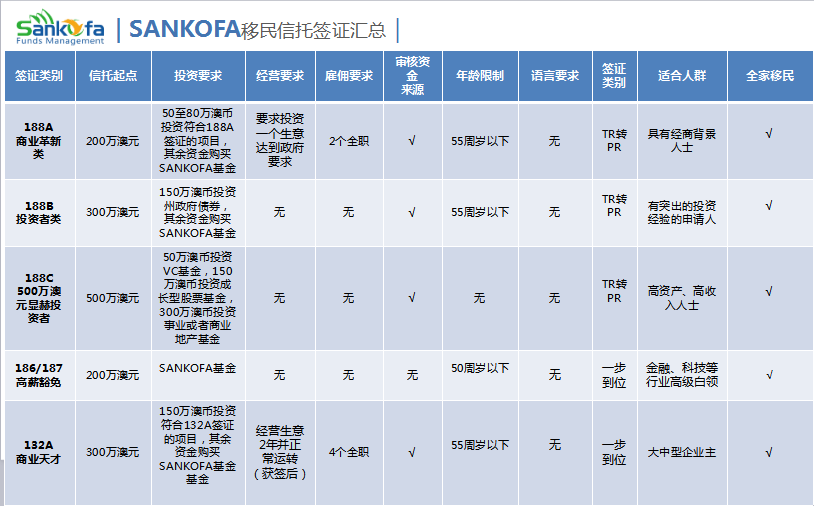 Sankofa
Funds Management
| SANKOFA移民信托签证汇总 |
签证类别
信托起点
投资要求
经营要求
雇佣要求
审核资
金
来源
年龄限制
语言要求
签证
类别
适合人群
全家移民
188A
商业革新
类
200万澳元
50至80万澳币
投资符合188A
签证的项目，
其余资金购买
SANKOFA基金
要求投资
一个生意
达到政府
要求
2个全职
√
55周岁以下
无
TR转
PR
具有经商背景
人士
√
188B
投资者类
300万澳元
150万澳币投资
州政府债券，
其余资金购买
SANKOFA基金
无
无
√
55周岁以下
无
TR转
PR
有突出的投资
经验的申请人
√
188C
500万澳
元显赫投
资者
500万澳元
50万澳币投资
VC基金，150
万澳币投资成
长型股票基金，
300万澳币投资
事业或者商业
地产基金
无
无
√
无
无
TR转
PR
高资产、高收
入人士
√
186/187
高薪豁免
200万澳元
SANKOFA基金
无
无
无
50周岁以下
无
一步
到位
金融、科技等
行业高级白领
√
132A
商业天才
300万澳元
150万澳币投资
符合132A签证
的项目，其余
资金购买
SANKOFA基金
基金
经营生意
2年并正
常运转
（获签后）
4个全职
√
55周岁以下
无
一步
到位
大中型企业主
√